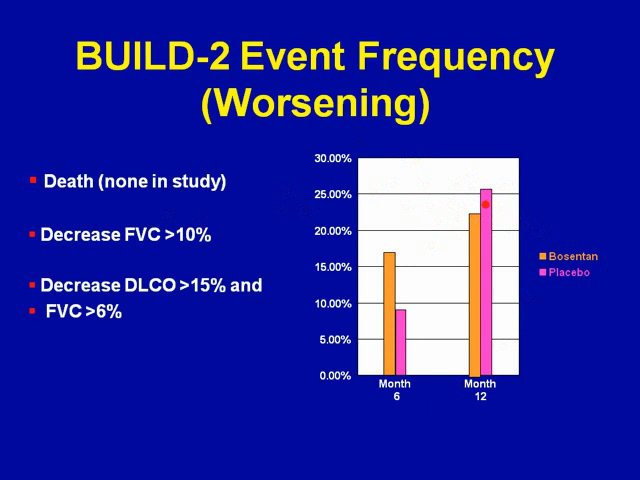 BUILD-2 Event Frequency
(Worsening)
Death (none in study)
Decrease FVC >10%
Decrease DLCO >15% and
FVC >6%
30.00%
25.00%
20.00%
15.00%
10.00%
5.00%
0.00%
Month
6
Month
12
Bosentan
Placebo